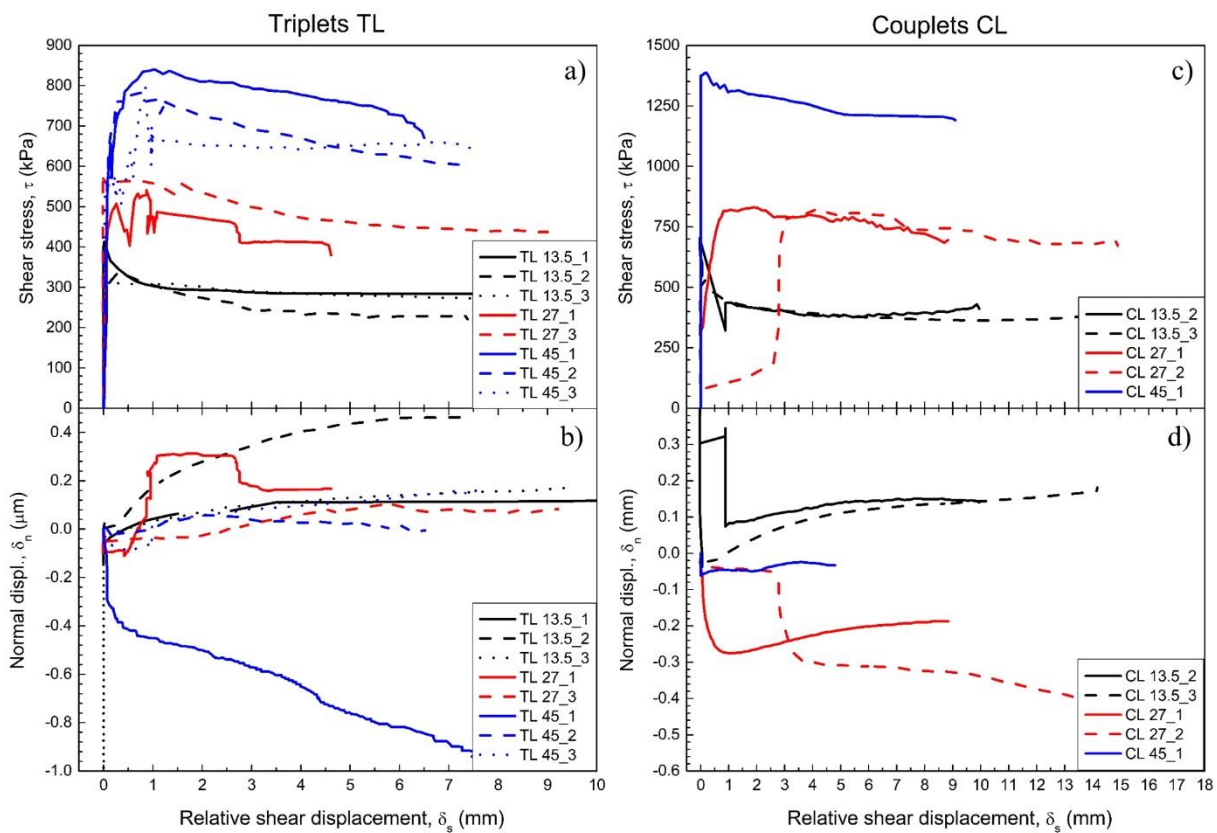 Triplets TL
900
800
700
600
500
400
300
200
100
0
Shear stress, τ (kPa)
a)
TL 13.5_1
TL 13.5_2
TL 13.5_3
TL 27_1
TL 27_3
TL 45_1
TL 45_2
TL 45_3
0.4
0.2
0.0
-0.2
-0.4
-0.6
-0.8
-1.0
Normal displ., δn (μm)
b)
TL 13.5_1
TL 13.5_2
TL 13.5_3
TL 27_1
TL 27_3
TL 45_1
TL 45_2
TL 45_3
0 1 2 3 4 5 6 7 8 9 10
Relative shear displacement, δs (mm)
Couplets CL
1500
1250
1000
750
500
250
0
Shear stress, τ (kPa)
c)
CL 13.5_2
CL 13.5_3
CL 27_1
CL 27_2
CL 45_1
0.3
0.2
0.1
0.0
-0.1
-0.2
-0.3
-0.4
-0.5
-0.6
Normal displ., δn (mm)
d)
CL 13.5_2
CL 13.5_3
CL 27_1
CL 27_2
CL 45_1
0 1 2 3 4 5 6 7 8 9 10 11 12 13 14 15 16 17 18
Relative shear displacement, δs (mm)